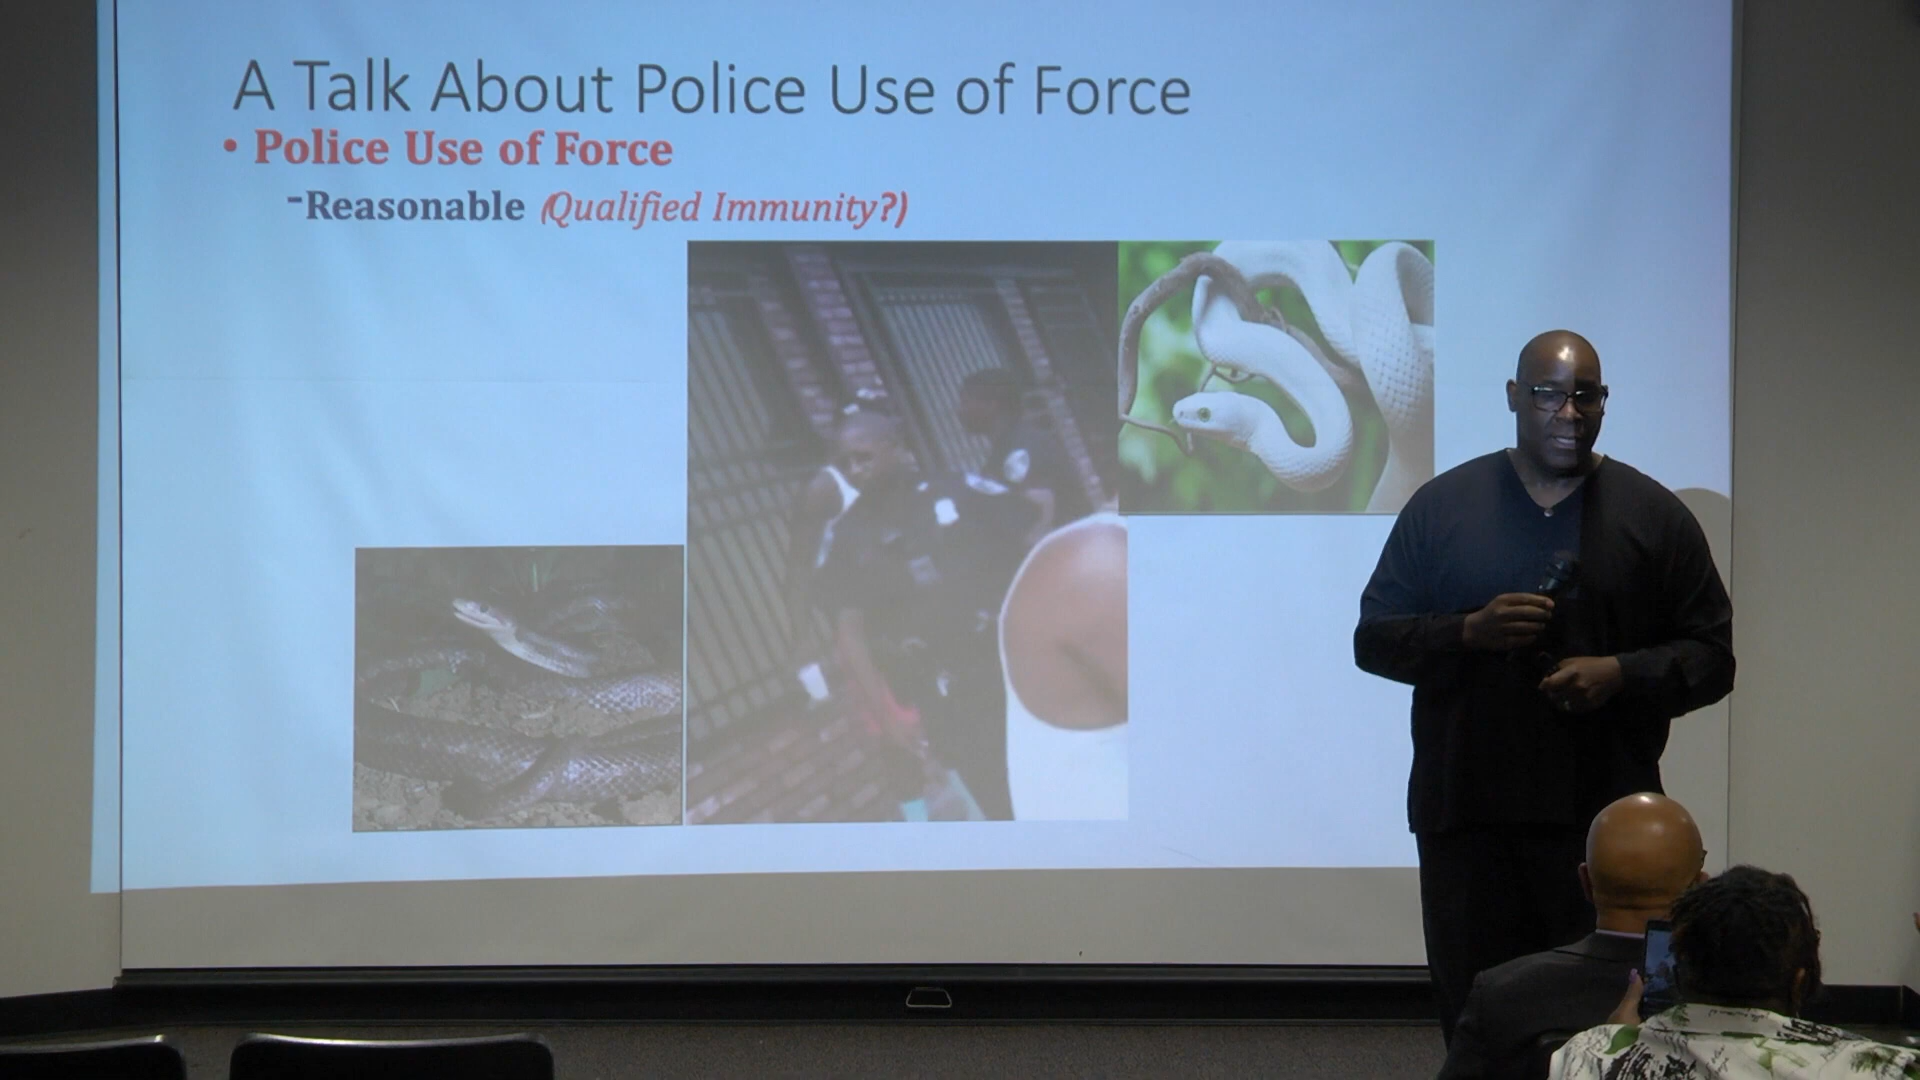 A Talk About Police Use of Force
• Police Use of Force
-Reasonable (Qualified Immunity?)